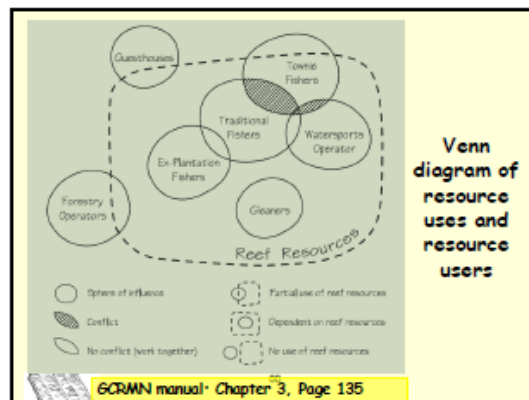 Guesthouses
Townie
Fishers
Traditional
Fishers
Watersports
Operator
Ex-Plantation
Fishers
Forestry
Operators
Gleaners
Reef Resources
Venn
diagram of
resource
uses and
resource
users
Sphere of influence
Partial use of reef resources
Conflict
Dependent on reef resources
No conflict (work together)
No use of reef resources
GCRMN manual· Chapter 3, Page 135